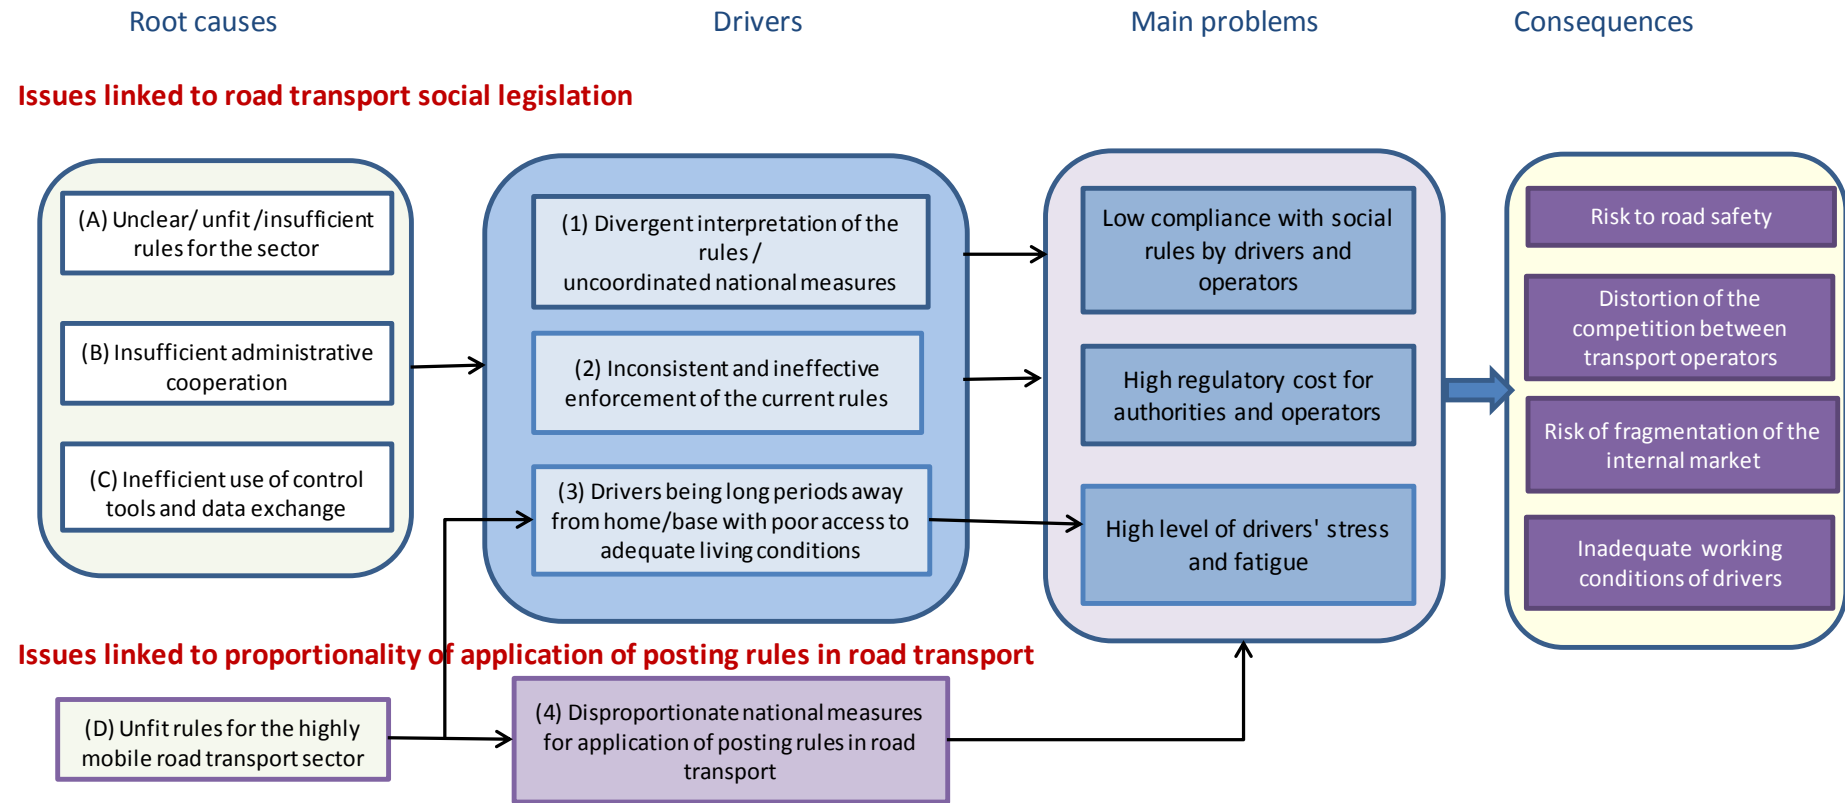 Root causes
Drivers
Main problems
Consequences
Issues linked to road transport social legislation
(A) Unclear/ unfit /insufficient
rules for the sector
(B) Insufficient administrative
cooperation
(C) Inefficient use of control
tools and data exchange
(1) Divergent interpretation of the
rules /
uncoordinated national measures
(2) Inconsistent and ineffective
enforcement of the current rules
(3) Drivers being long periods away
from home/base with poor access to
adequate living conditions
Low compliance with social
rules by drivers and
operators
High regulatory cost for
authorities and operators
High level of drivers' stress
and fatigue
Risk to road safety
Distortion of the
competition between
transport operators
Risk of fragmentation of the
internal market
Inadequate working
conditions of drivers
Issues linked to proportionality of application of posting rules in road transport
(D) Unfit rules for the highly
mobile road transport sector
(4) Disproportionate national measures
for application of posting rules in road
transport